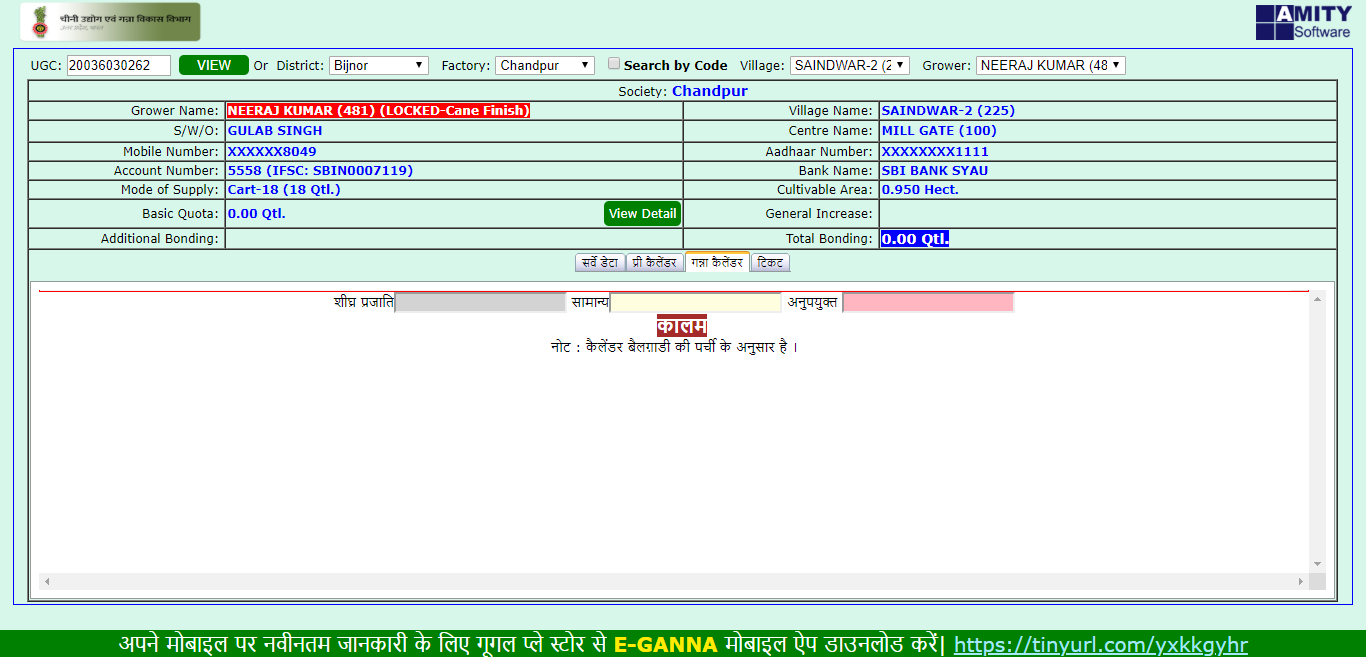 चीनी उद्योग एवं गन्ना विकास विभाग
उत्तर प्रदेश, भारत
AMITY
Software
UGC: 20036030262 VIEW Or District: Bijnor Factory: Chandpur Search by Code Village: SAINDWAR-2 (2 Grower: NEERAJ KUMAR (48
Society: Chandpur
Grower Name: NEERAJ KUMAR (481) (LOCKED-Cane Finish) Village Name: SAINDWAR-2 (225)
S/W/O: GULAB SINGH Centre Name: MILL GATE (100)
Mobile Number: XXXXXX8049 Aadhaar Number: XXXXXXXX1111
Account Number: 5558 (IFSC: SBIN0007119) Bank Name: SBI BANK SYAU
Mode of Supply: Cart-18 (18 Qtl.) Cultivable Area: 0.950 Hect.
Basic Quota: 0.00 Qtl. View Detail General Increase:
Additional Bonding: Total Bonding: 0.00 Qtl.
सर्वे डेटा प्री कैलेंडर गन्ना कैलेंडर टिकट
शीघ्र प्रजाति सामान्य अनुपयुक्त
कालम
नोट : कैलेंडर बैलग़ाडी की पर्ची के अनुसार है ।
अपने मोबाइल पर नवीनतम जानकारी के लिए गूगल प्ले स्टोर से E-GANNA मोबाइल ऐप डाउनलोड करें| https://tinyurl.com/yxkkgyhr